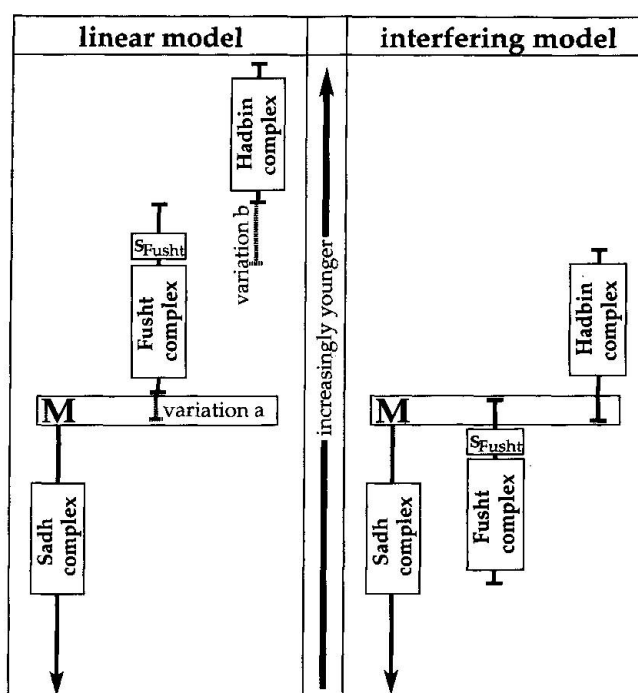 linear model
interfering model
Hadbin
complex
variation b
SFusht
Fusht
complex
M
variation a
Sadh
complex
increasingly younger
Hadbin
complex
M
SFusht
Fusht
complex
Sadh
complex